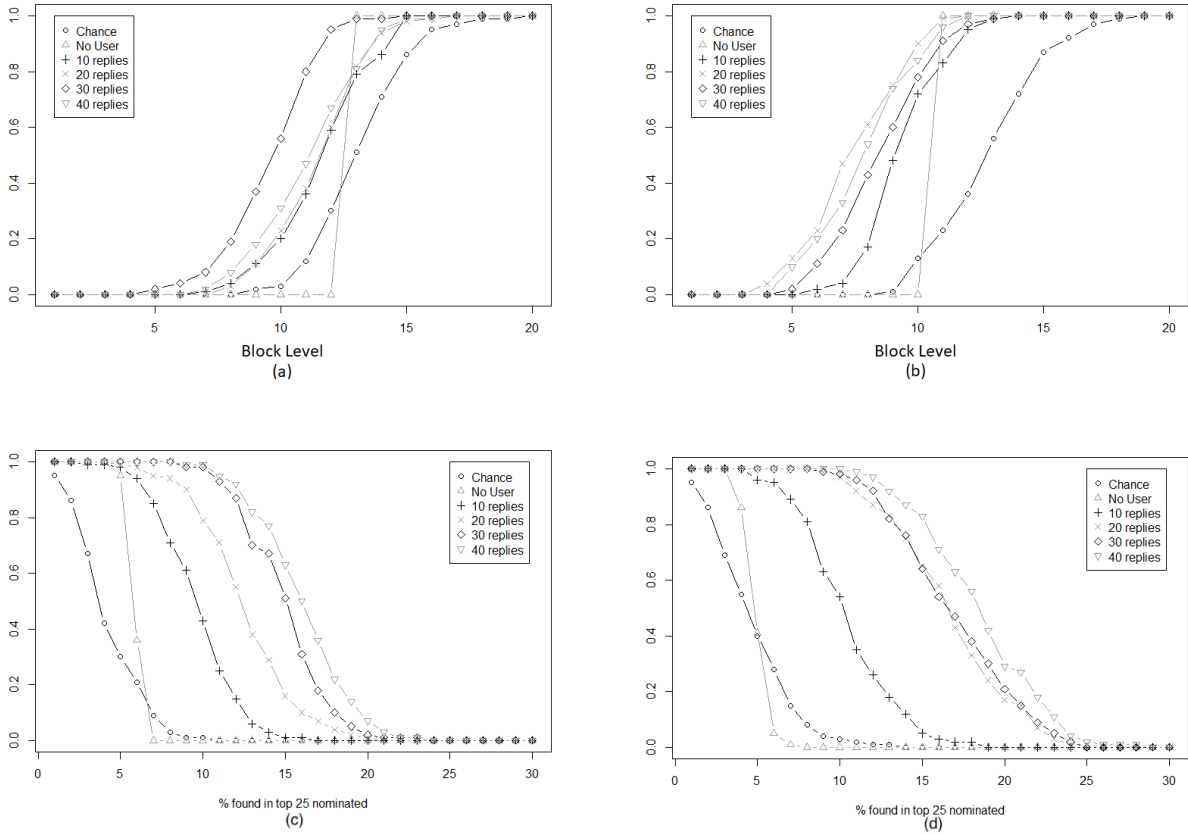 Chance
No User
10 replies
20 replies
30 replies
40 replies
0.0 0.2 0.4 0.6 0.8 1.0
5 10 15 20
Block Level
(a)
Chance
No User
10 replies
20 replies
30 replies
40 replies
0.0 0.2 0.4 0.6 0.8 1.0
5 10 15 20
Block Level
(b)
Chance
No User
10 replies
20 replies
30 replies
40 replies
0.0 0.2 0.4 0.6 0.8 1.0
0 5 10 15 20 25 30
% found in top 25 nominated
(c)
Chance
No User
10 replies
20 replies
30 replies
40 replies
0.0 0.2 0.4 0.6 0.8 1.0
0 5 10 15 20 25 30
% found in top 25 nominated
(d)